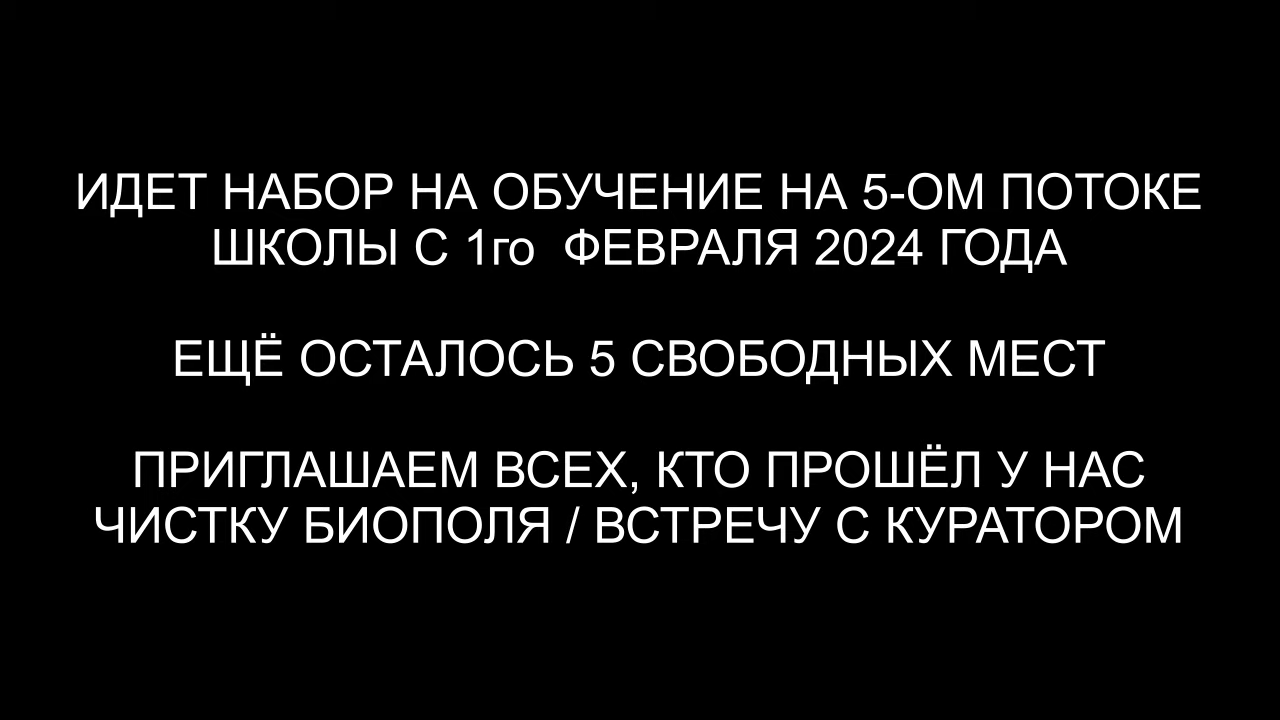 ИДЕТ НАБОР НА ОБУЧЕНИЕ НА 5-ОМ ПОТОКЕ
ШКОЛЫ С 1го  ФЕВРАЛЯ 2024 ГОДА
ЕЩЁ ОСТАЛОСЬ 5 СВОБОДНЫХ МЕСТ
ПРИГЛАШАЕМ ВСЕХ, КТО ПРОШЁЛ У НАС
ЧИСТКУ БИОПОЛЯ / ВСТРЕЧУ С КУРАТОРОМ